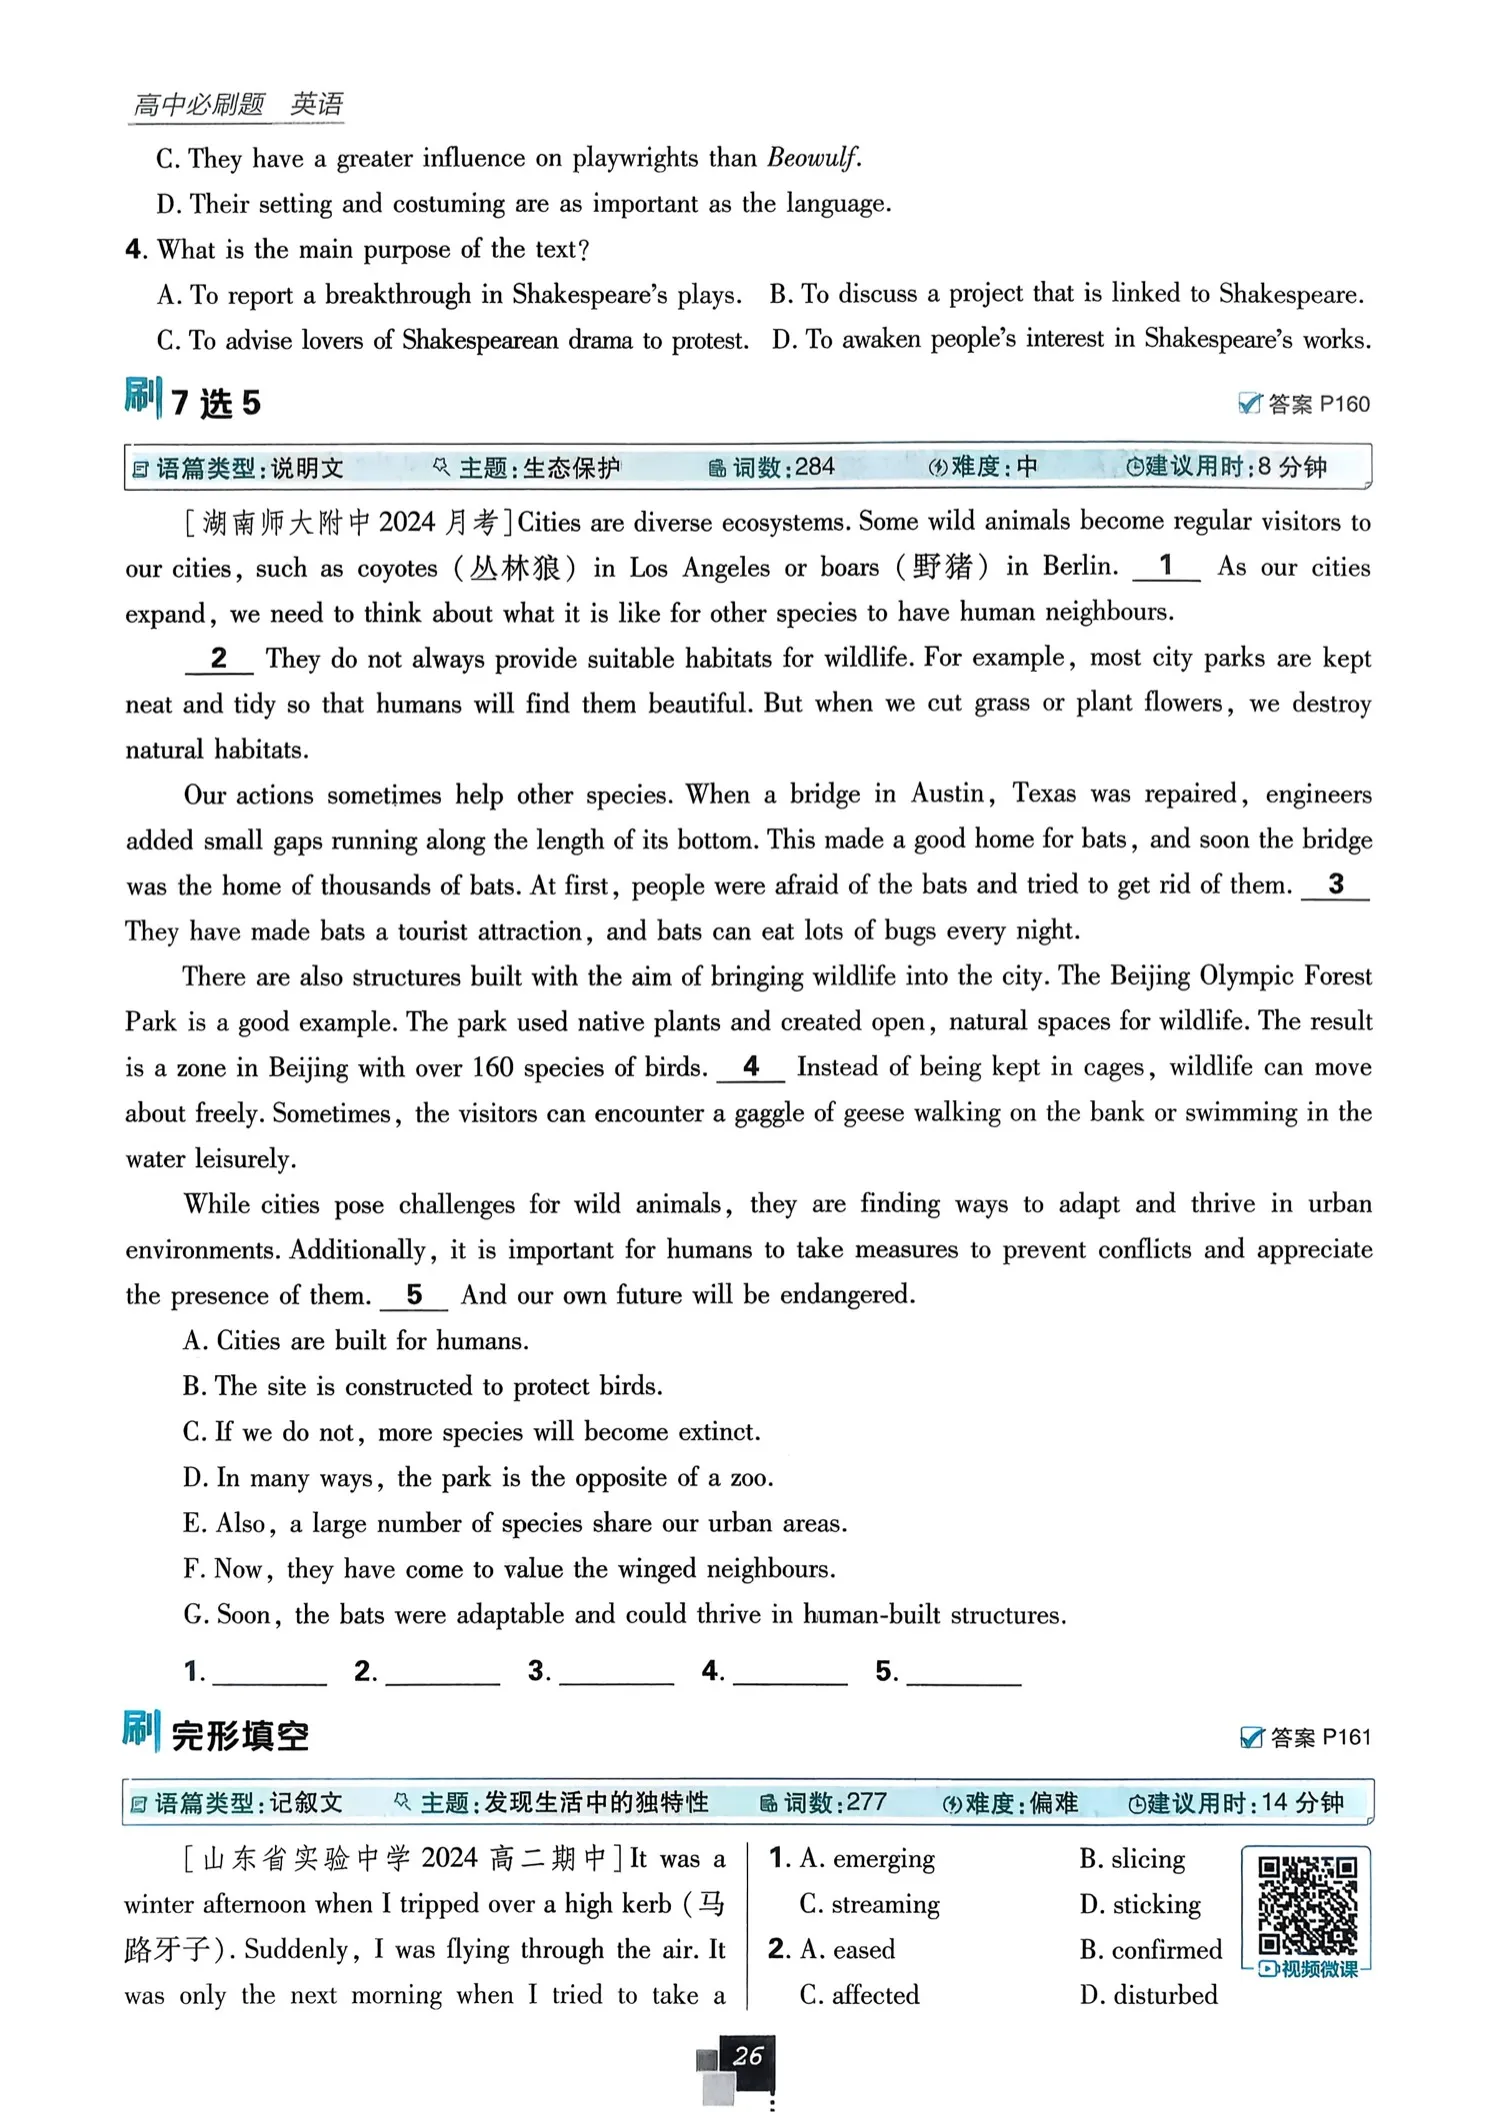 高中必刷题 英语
C. They have a greater influence on playwrights than Beowulf.
D. Their setting and costuming are as important as the language.
4. What is the main purpose of the text?
A. To report a breakthrough in Shakespeare's plays. B. To discuss a project that is linked to Shakespeare.
C. To advise lovers of Shakespearean drama to protest. D. To awaken people's interest in Shakespeare's works.
刷 7 选 5 答案 P160
语篇类型:说明文 主题:生态保护 词数:284 难度:中 建议用时:8 分钟
[湖南师大附中 2024 月考]Cities are diverse ecosystems. Some wild animals become regular visitors to
our cities, such as coyotes (丛林狼) in Los Angeles or boars (野猪) in Berlin. 1 As our cities
expand, we need to think about what it is like for other species to have human neighbours.
2 They do not always provide suitable habitats for wildlife. For example, most city parks are kept
neat and tidy so that humans will find them beautiful. But when we cut grass or plant flowers, we destroy
natural habitats.
Our actions sometimes help other species. When a bridge in Austin, Texas was repaired, engineers
added small gaps running along the length of its bottom. This made a good home for bats, and soon the bridge
was the home of thousands of bats. At first, people were afraid of the bats and tried to get rid of them. 3
They have made bats a tourist attraction, and bats can eat lots of bugs every night.
There are also structures built with the aim of bringing wildlife into the city. The Beijing Olympic Forest
Park is a good example. The park used native plants and created open, natural spaces for wildlife. The result
is a zone in Beijing with over 160 species of birds. 4 Instead of being kept in cages, wildlife can move
about freely. Sometimes, the visitors can encounter a gaggle of geese walking on the bank or swimming in the
water leisurely.
While cities pose challenges for wild animals, they are finding ways to adapt and thrive in urban
environments. Additionally, it is important for humans to take measures to prevent conflicts and appreciate
the presence of them. 5 And our own future will be endangered.
A. Cities are built for humans.
B. The site is constructed to protect birds.
C. If we do not, more species will become extinct.
D. In many ways, the park is the opposite of a zoo.
E. Also, a large number of species share our urban areas.
F. Now, they have come to value the winged neighbours.
G. Soon, the bats were adaptable and could thrive in human-built structures.
1. 2. 3. 4. 5.
刷 完形填空 答案 P161
语篇类型:记叙文 主题:发现生活中的独特性 词数:277 难度:偏难 建议用时:14 分钟
[山东省实验中学 2024 高二期中]It was a
winter afternoon when I tripped over a high kerb (马
路牙子). Suddenly, I was flying through the air. It
was only the next morning when I tried to take a
1. A. emerging B. slicing
C. streaming D. sticking
2. A. eased B. confirmed
C. affected D. disturbed
视频微课
26